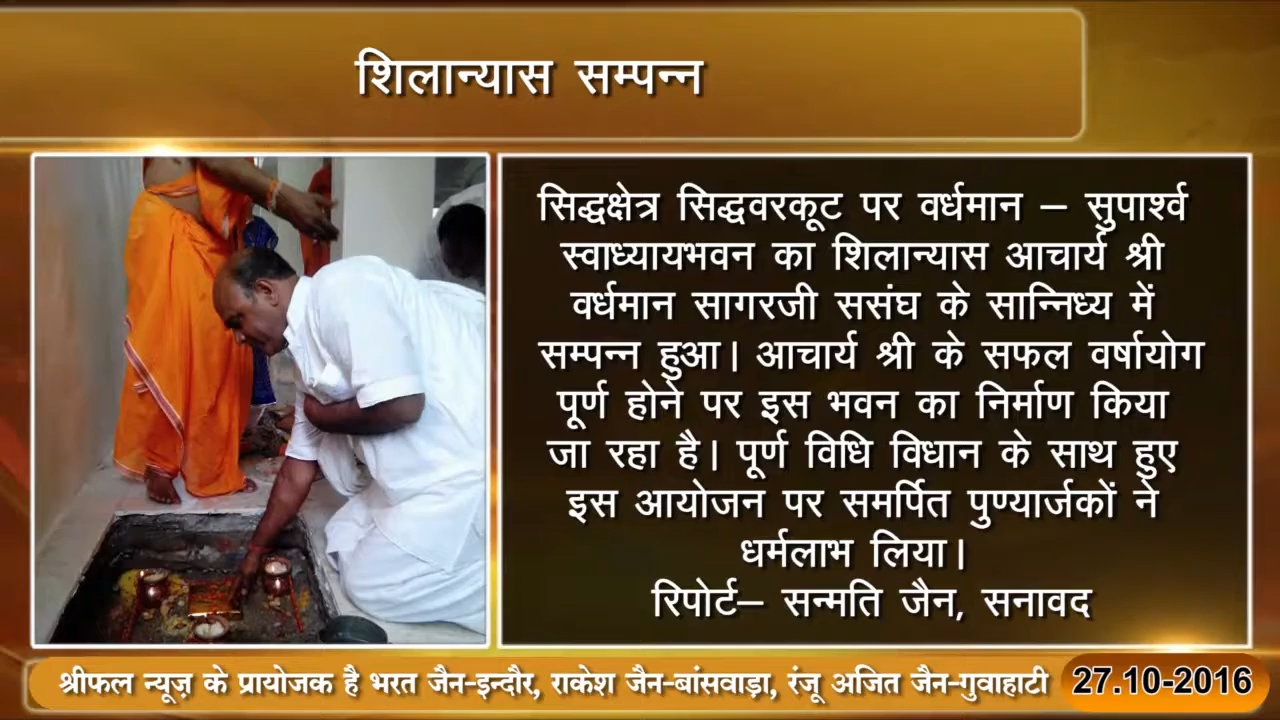 शिलान्यास सम्पन्न
सिद्धक्षेत्र सिद्धवरकूट पर वर्धमान – सुपार्श्व
स्वाध्यायभवन का शिलान्यास आचार्य श्री
वर्धमान सागरजी ससंघ के सान्निध्य में
सम्पन्न हुआ। आचार्य श्री के सफल वर्षायोग
पूर्ण होने पर इस भवन का निर्माण किया
जा रहा है। पूर्ण विधि विधान के साथ हुए
इस आयोजन पर समर्पित पुण्यार्जकों ने
धर्मलाभ लिया।
रिपोर्ट– सन्मति जैन, सनावद
श्रीफल न्यूज़ के प्रायोजक है भरत जैन-इन्दौर, राकेश जैन-बांसवाड़ा, रंजू अजित जैन-गुवाहाटी 27.10-2016